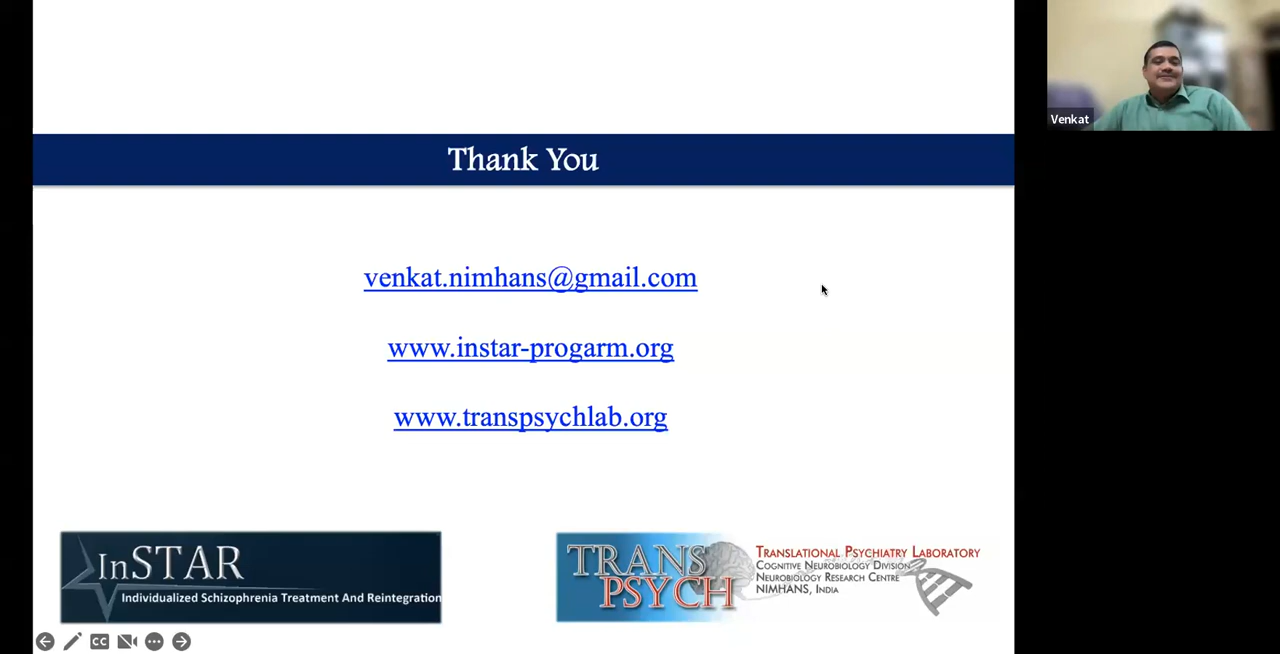 Thank You
Venkat
venkat.nimhans@gmail.com
www.instar-progarm.org
www.transpsychlab.org
InSTAR
Individualized Schizophrenia Treatment And Reintegration
TRANS
PSYCH
TRANSLATIONAL PSYCHIATRY LABORATORY
COGNITIVE NEUROBIOLOGY DIVISION
NEUROBIOLOGY RESEARCH CENTRE
NIMHANS, INDIA
CC